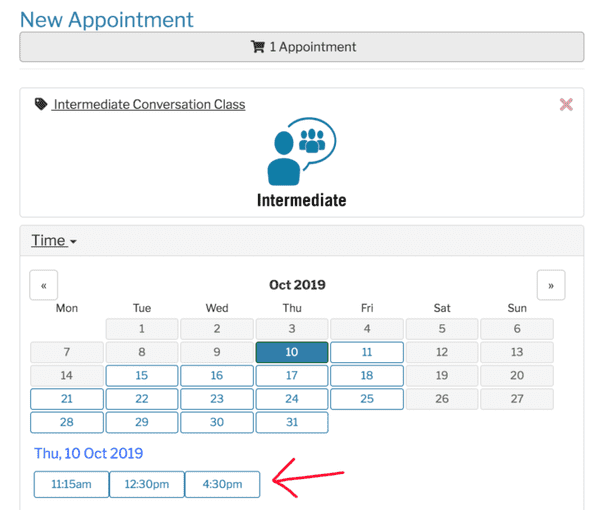 New Appointment
1 Appointment
Intermediate Conversation Class
Intermediate
Time
« Oct 2019 »
Mon Tue Wed Thu Fri Sat Sun
1 2 3 4 5 6
7 8 9 10 11 12 13
14 15 16 17 18 19 20
21 22 23 24 25 26 27
28 29 30 31
Thu, 10 Oct 2019
11:15am 12:30pm 4:30pm